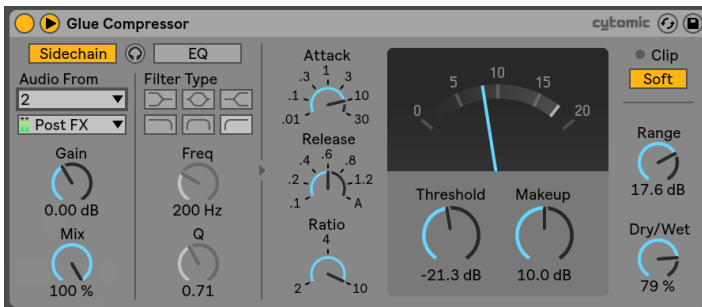 Glue Compressor
cytomic
Sidechain
EQ
Audio From
2
Post FX
Gain
0.00 dB
Mix
100 %
Filter Type
Freq
200 Hz
Q
0.71
Attack
.01 .1 .3 1 3 10 30
Release
.1 .2 .4 .6 .8 1.2 A
Ratio
2 4 10
0 5 10 15 20
Threshold
-21.3 dB
Makeup
10.0 dB
Clip
Soft
Range
17.6 dB
Dry/Wet
79 %